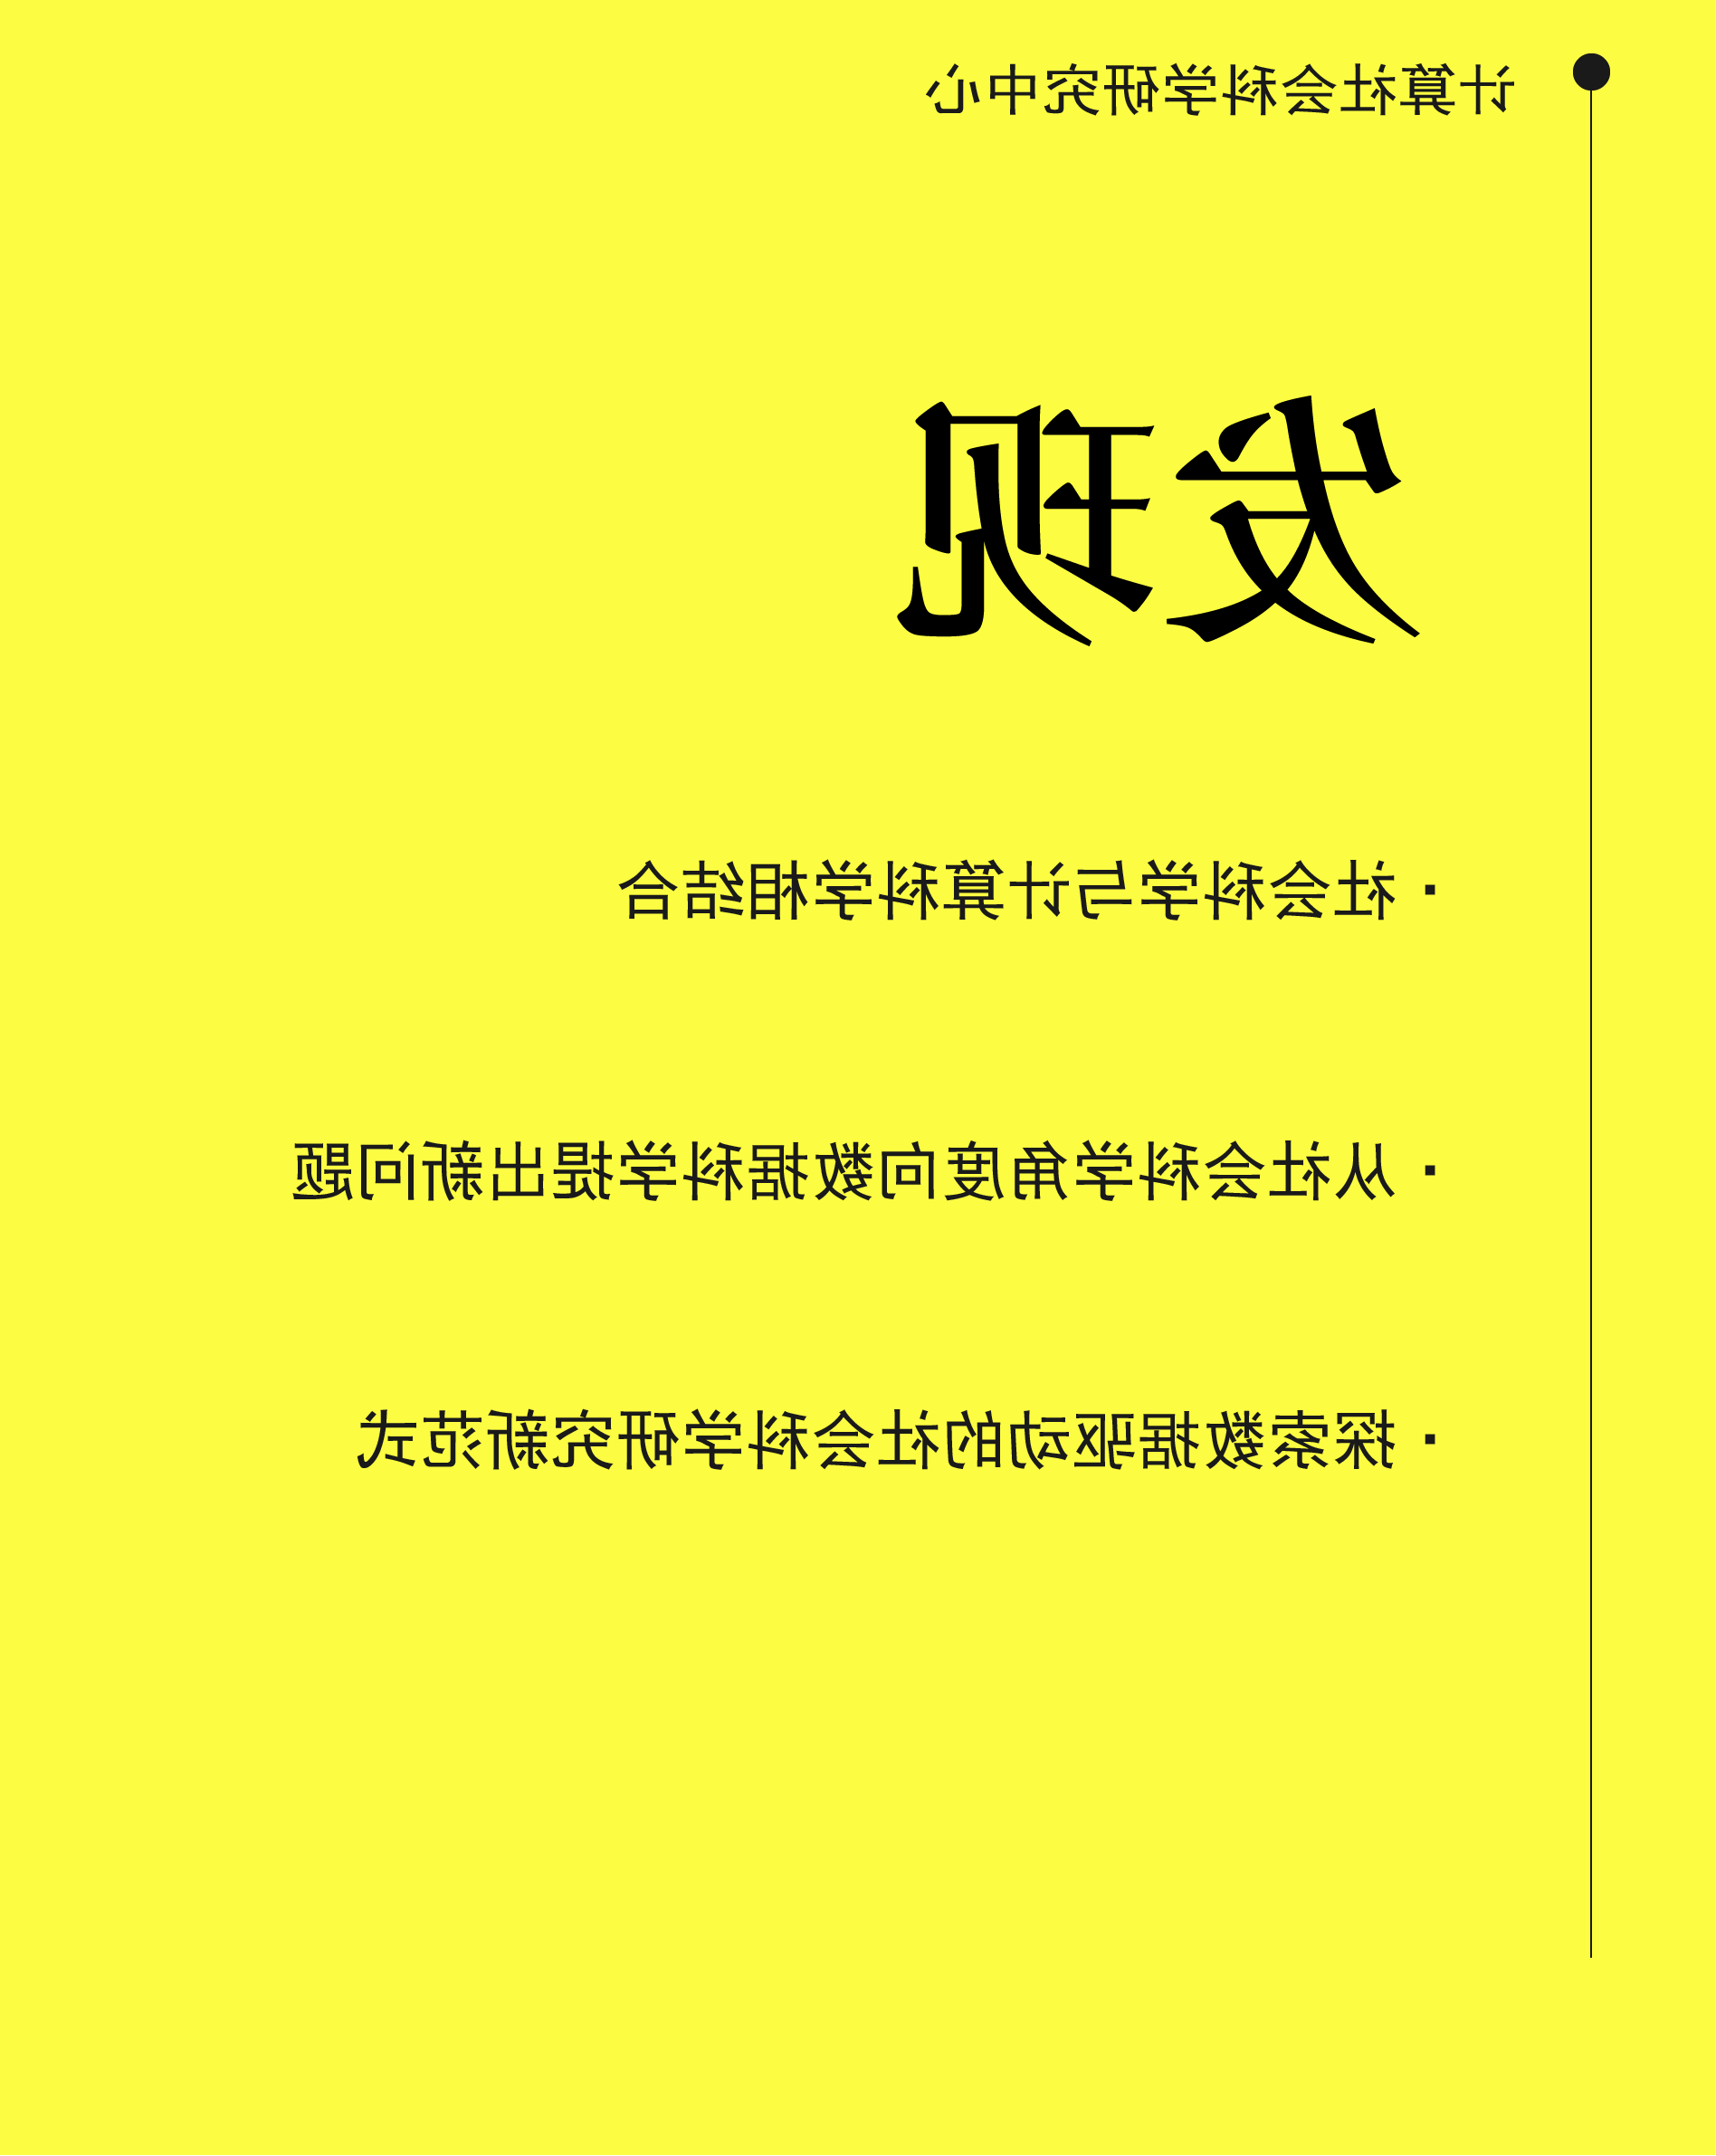 计算社会科学研究中心
发现
· 社会科学与计算科学相结合
· 从社会科学角度向数据科学提出新问题
· 探索数据驱动的社会科学研究新范式